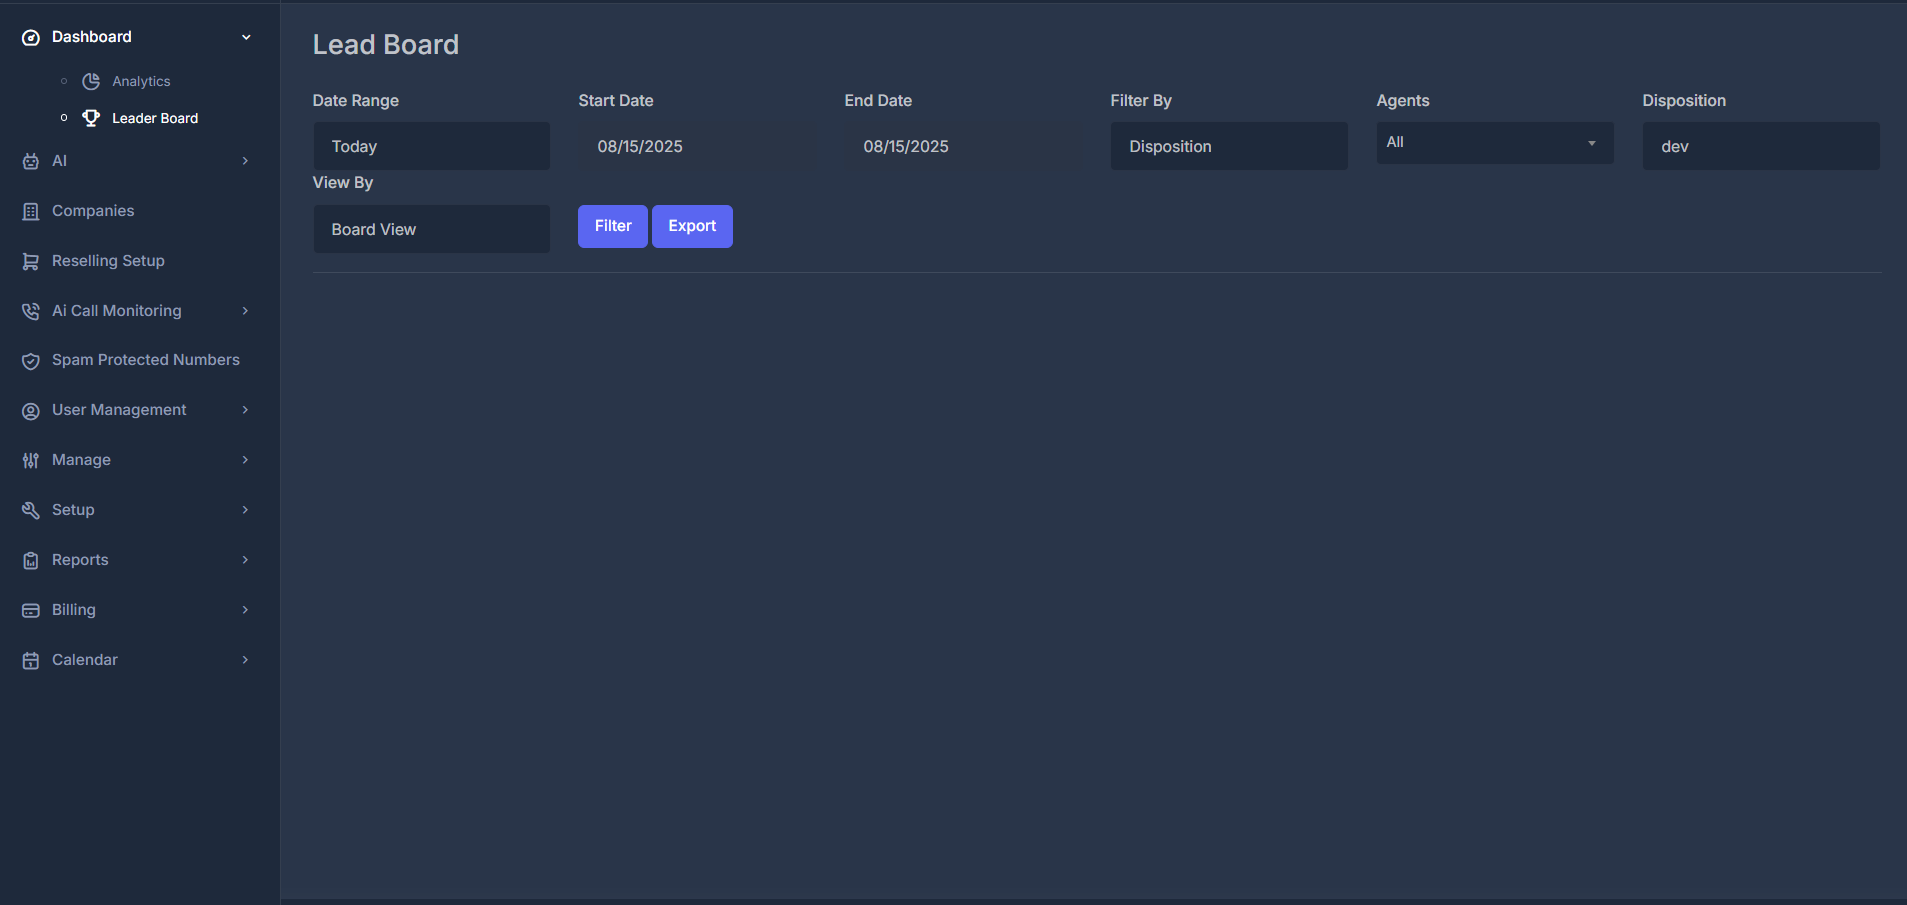 Dashboard
Analytics
Leader Board
AI
Companies
Reselling Setup
Ai Call Monitoring
Spam Protected Numbers
User Management
Manage
Setup
Reports
Billing
Calendar
Lead Board
Date Range
Start Date
End Date
Filter By
Agents
Disposition
Today
08/15/2025
08/15/2025
Disposition
All
dev
View By
Board View
Filter
Export